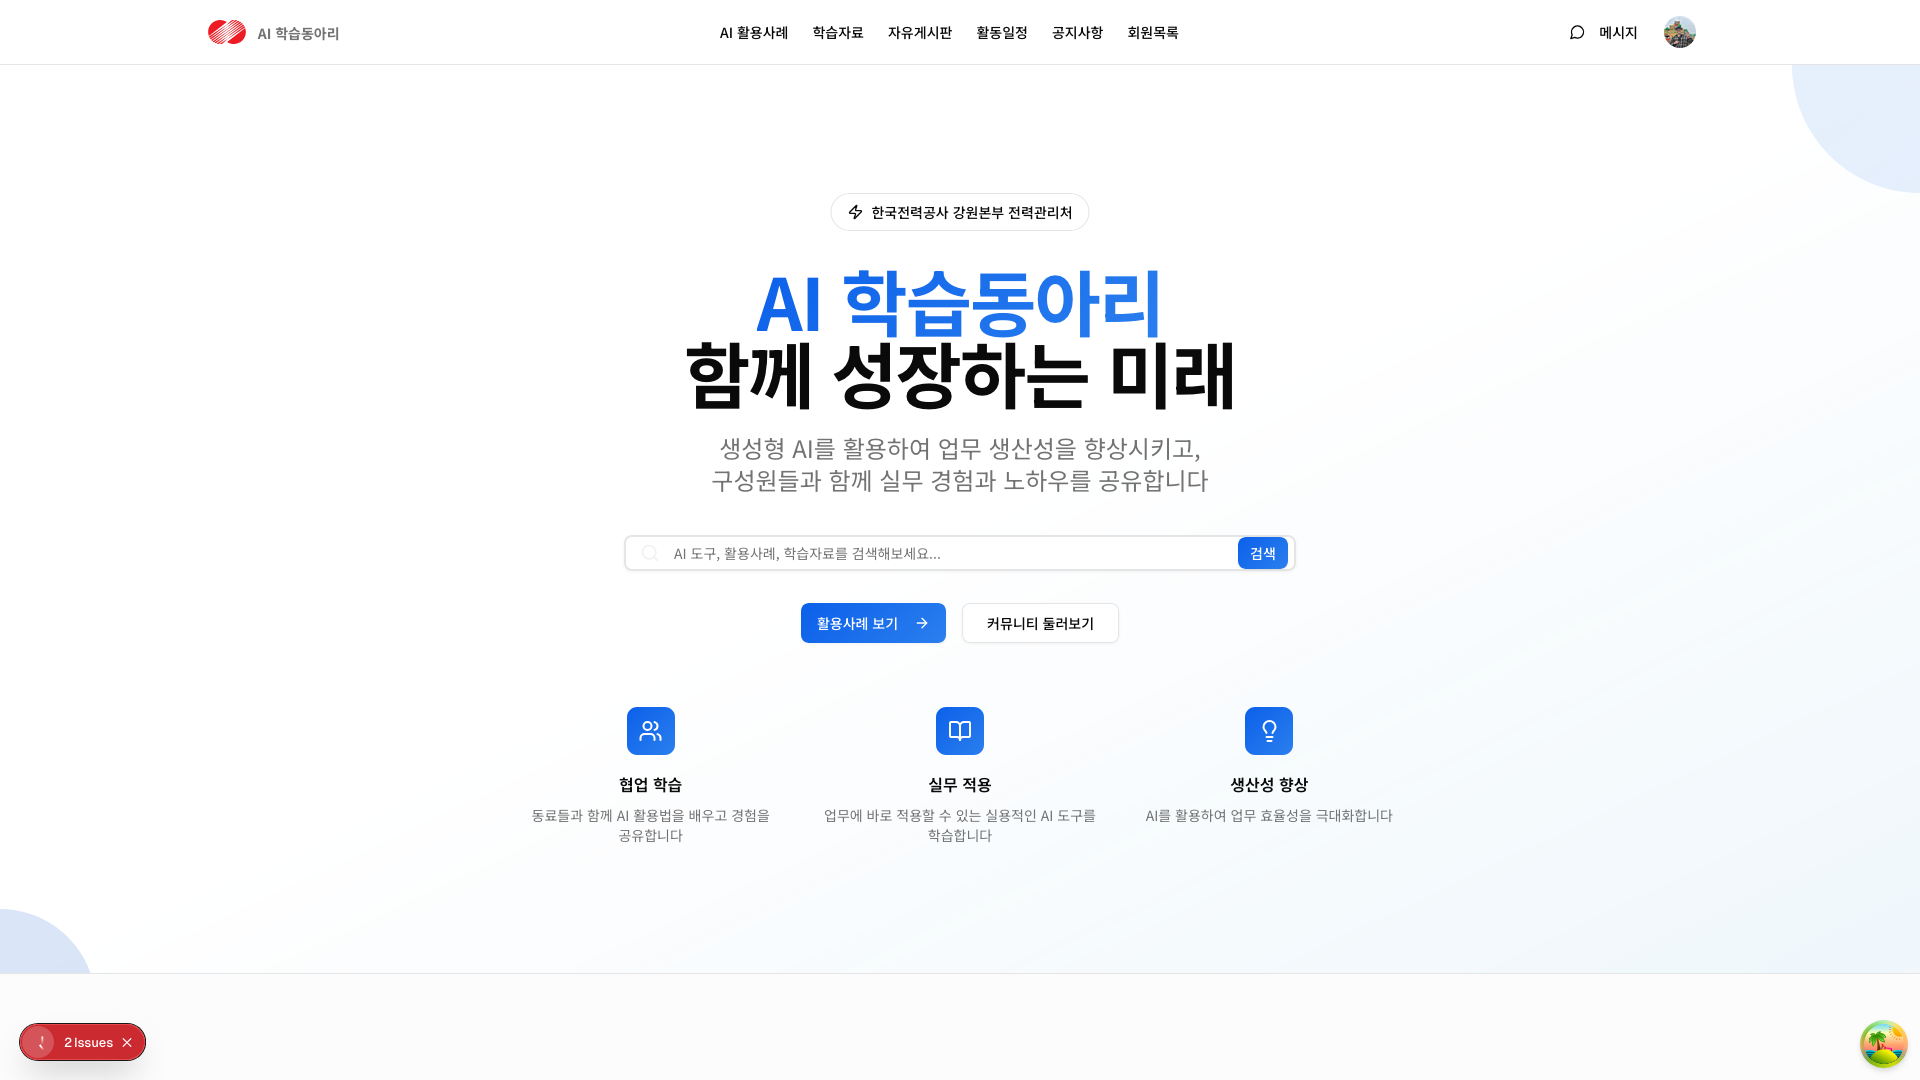 AI 학습동아리
AI 활용사례
학습자료
자유게시판
활동일정
공지사항
회원목록
메시지
한국전력공사 강원본부 전력관리처
AI 학습동아리
함께 성장하는 미래
생성형 AI를 활용하여 업무 생산성을 향상시키고,
구성원들과 함께 실무 경험과 노하우를 공유합니다
AI 도구, 활용사례, 학습자료를 검색해보세요...
검색
활용사례 보기
커뮤니티 둘러보기
협업 학습
동료들과 함께 AI 활용법을 배우고 경험을
공유합니다
실무 적용
업무에 바로 적용할 수 있는 실용적인 AI 도구를
학습합니다
생산성 향상
AI를 활용하여 업무 효율성을 극대화합니다
2 Issues